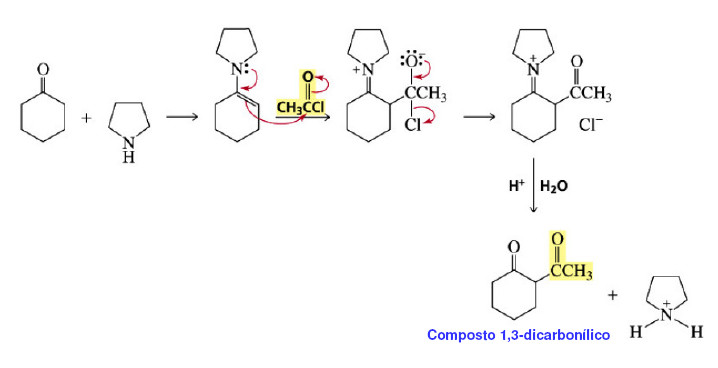 O
+
N
H
N:
O
CH₃CCl
+N
:O:⁻
CCH₃
Cl
N⁺
O
CCH₃
Cl⁻
H⁺ H₂O
O
O
CCH₃
Composto 1,3-dicarbonílico
+
N⁺
H H